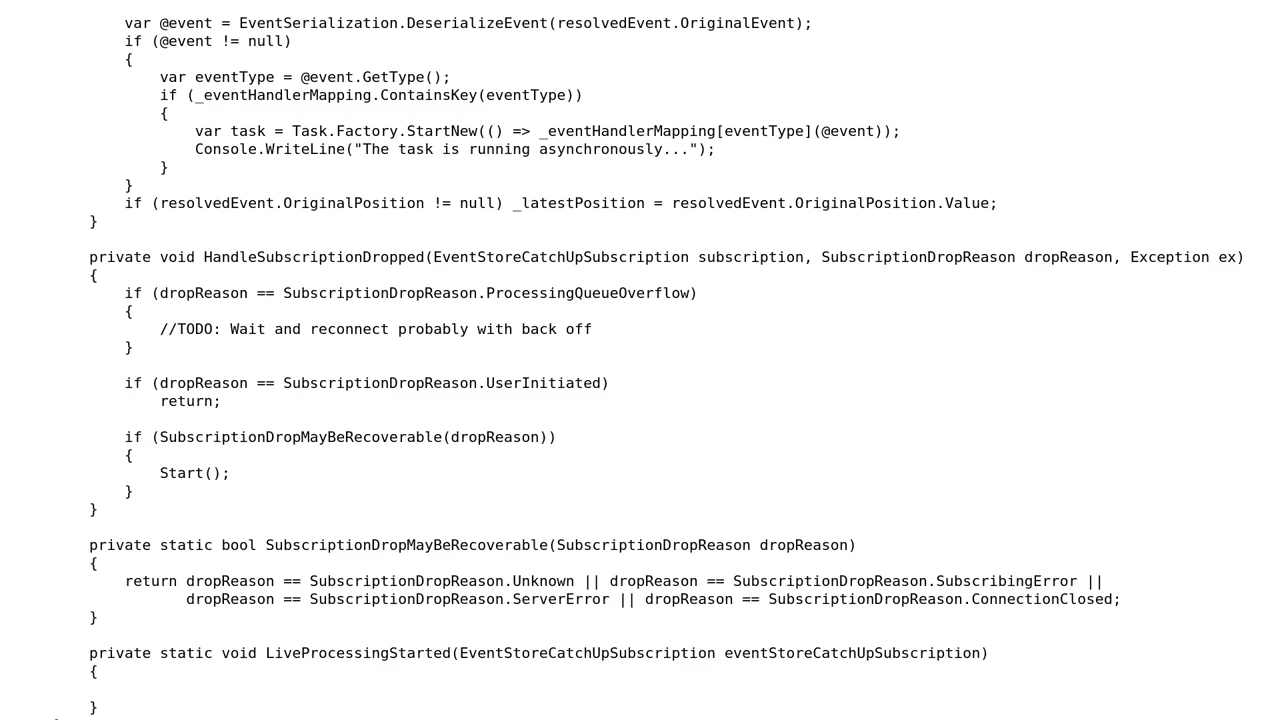 var @event = EventSerialization.DeserializeEvent(resolvedEvent.OriginalEvent);
if (@event != null)
{
var eventType = @event.GetType();
if (_eventHandlerMapping.ContainsKey(eventType))
{
var task = Task.Factory.StartNew(() => _eventHandlerMapping[eventType](@event));
Console.WriteLine("The task is running asynchronously...");
}
}
if (resolvedEvent.OriginalPosition != null) _latestPosition = resolvedEvent.OriginalPosition.Value;
}
private void HandleSubscriptionDropped(EventStoreCatchUpSubscription subscription, SubscriptionDropReason dropReason, Exception ex)
{
if (dropReason == SubscriptionDropReason.ProcessingQueueOverflow)
{
//TODO: Wait and reconnect probably with back off
}
if (dropReason == SubscriptionDropReason.UserInitiated)
return;
if (SubscriptionDropMayBeRecoverable(dropReason))
{
Start();
}
}
private static bool SubscriptionDropMayBeRecoverable(SubscriptionDropReason dropReason)
{
return dropReason == SubscriptionDropReason.Unknown || dropReason == SubscriptionDropReason.SubscribingError ||
dropReason == SubscriptionDropReason.ServerError || dropReason == SubscriptionDropReason.ConnectionClosed;
}
private static void LiveProcessingStarted(EventStoreCatchUpSubscription eventStoreCatchUpSubscription)
{
}